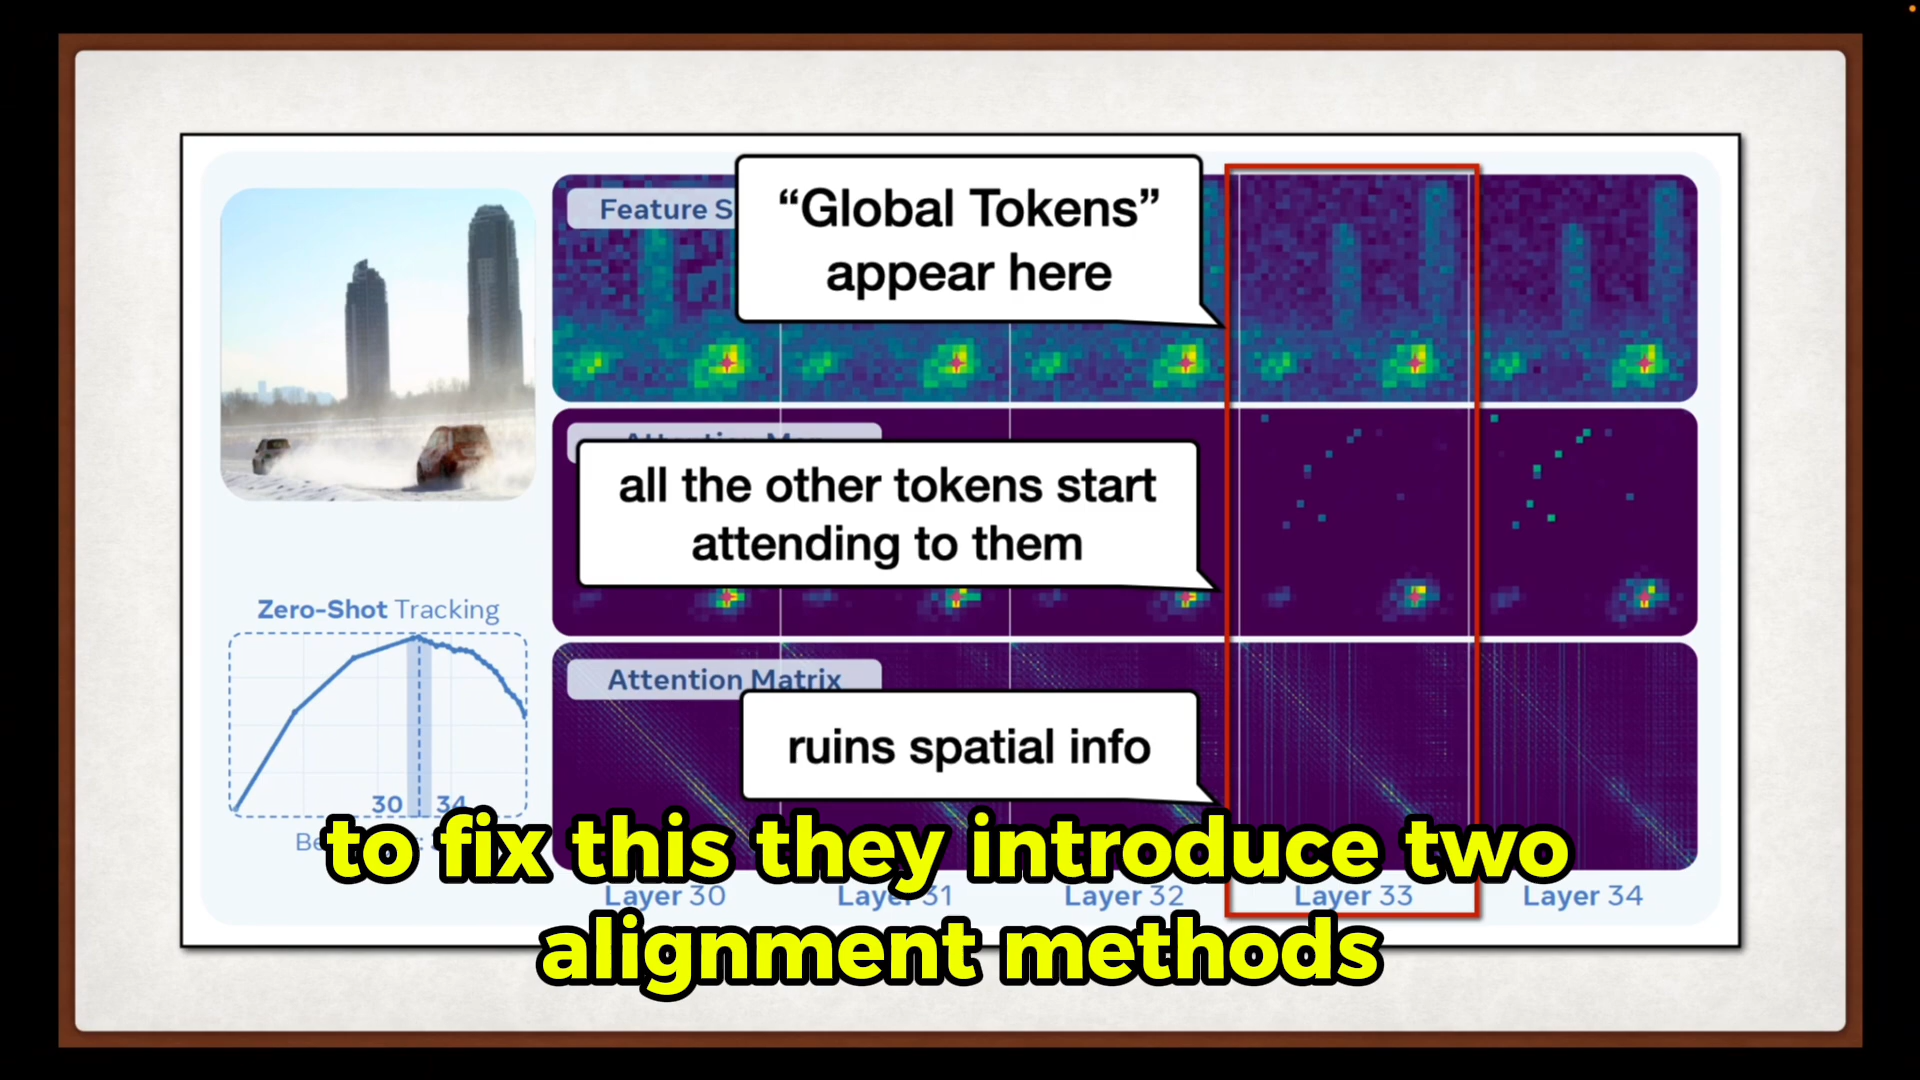 Feature S
“Global Tokens”
appear here
all the other tokens start
attending to them
Zero-Shot Tracking
30 34
Attention Matrix
ruins spatial info
to fix this they introduce two
alignment methods
Layer 30
Layer 31
Layer 32
Layer 33
Layer 34